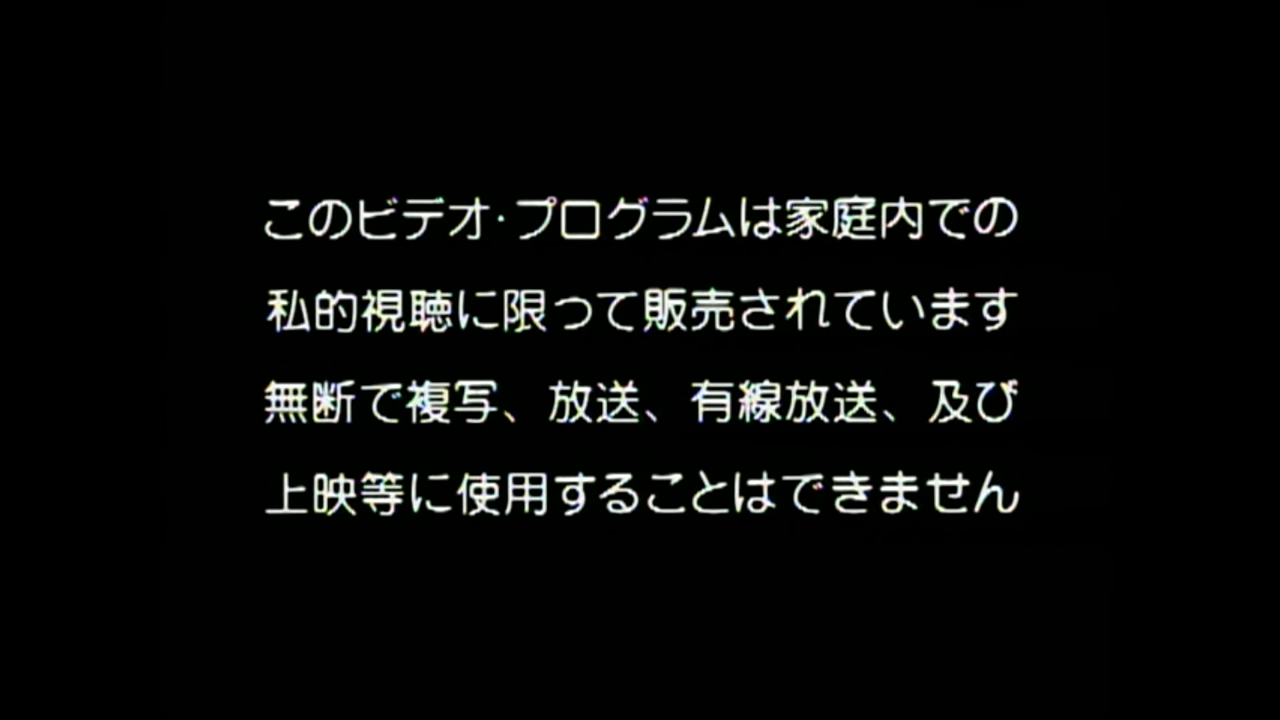 このビデオ·プログラムは家庭内での
私的視聴に限って販売されています
無断で複写、放送、有線放送、及び
上映等に使用することはできません